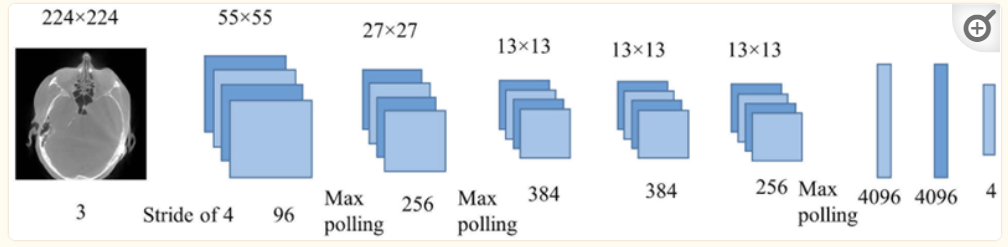 224×224
55×55
27×27
13×13
13×13
13×13
3
Stride of 4
96
Max
polling
256
Max
polling
384
384
256
Max
polling
4096
4096
4